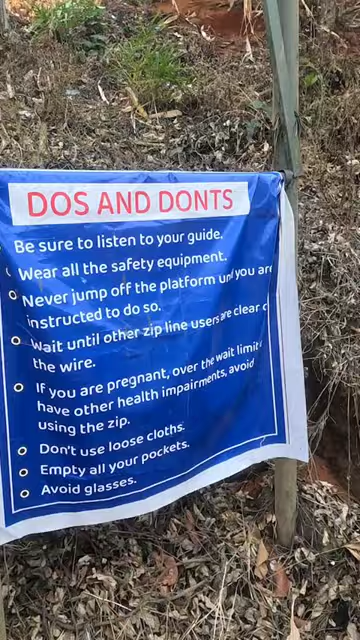 DOS AND DONTS
Be sure to listen to your guide.
Wear all the safety equipment.
Never jump off the platform until you are
instructed to do so.
Wait until other zip line users are clear of
the wire.
If you are pregnant, over the wait limit,
have other health impairments, avoid
using the zip.
Don't use loose cloths.
Empty all your pockets.
Avoid glasses.